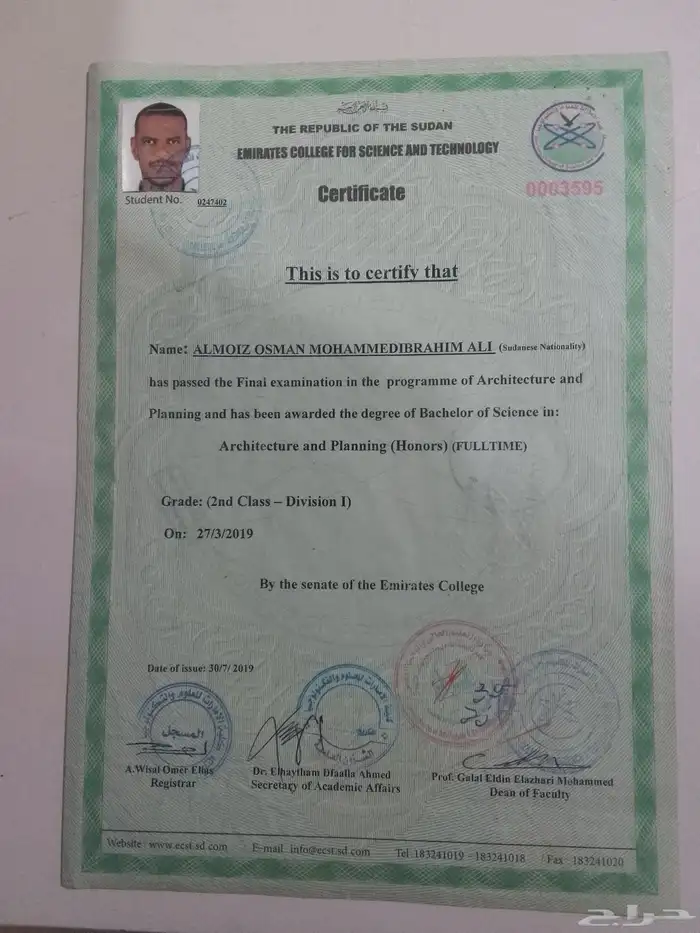 THE REPUBLIC OF THE SUDAN
EMIRATES COLLEGE FOR SCIENCE AND TECHNOLOGY
Certificate
0003595
Student No. 0247402
This is to certify that
Name: ALMOIZ OSMAN MOHAMMEDIBRAHIM ALI (Sudanese Nationality)
has passed the Final examination in the programme of Architecture and
Planning and has been awarded the degree of Bachelor of Science in:
Architecture and Planning (Honors) (FULLTIME)
Grade: (2nd Class – Division I)
On: 27/3/2019
By the senate of the Emirates College
Date of issue: 30/7/ 2019
المسجل
A.Wisal Omer Elias
Registrar
Dr. Elhaytham Dfaalla Ahmed
Secretary of Academic Affairs
Prof. Galal Eldin Elazhari Mohammed
Dean of Faculty
Website : www.ecst.sd.com E-mail info@ecst.sd.com Tel 183241019 - 183241018 Fax : 183241020
حراج